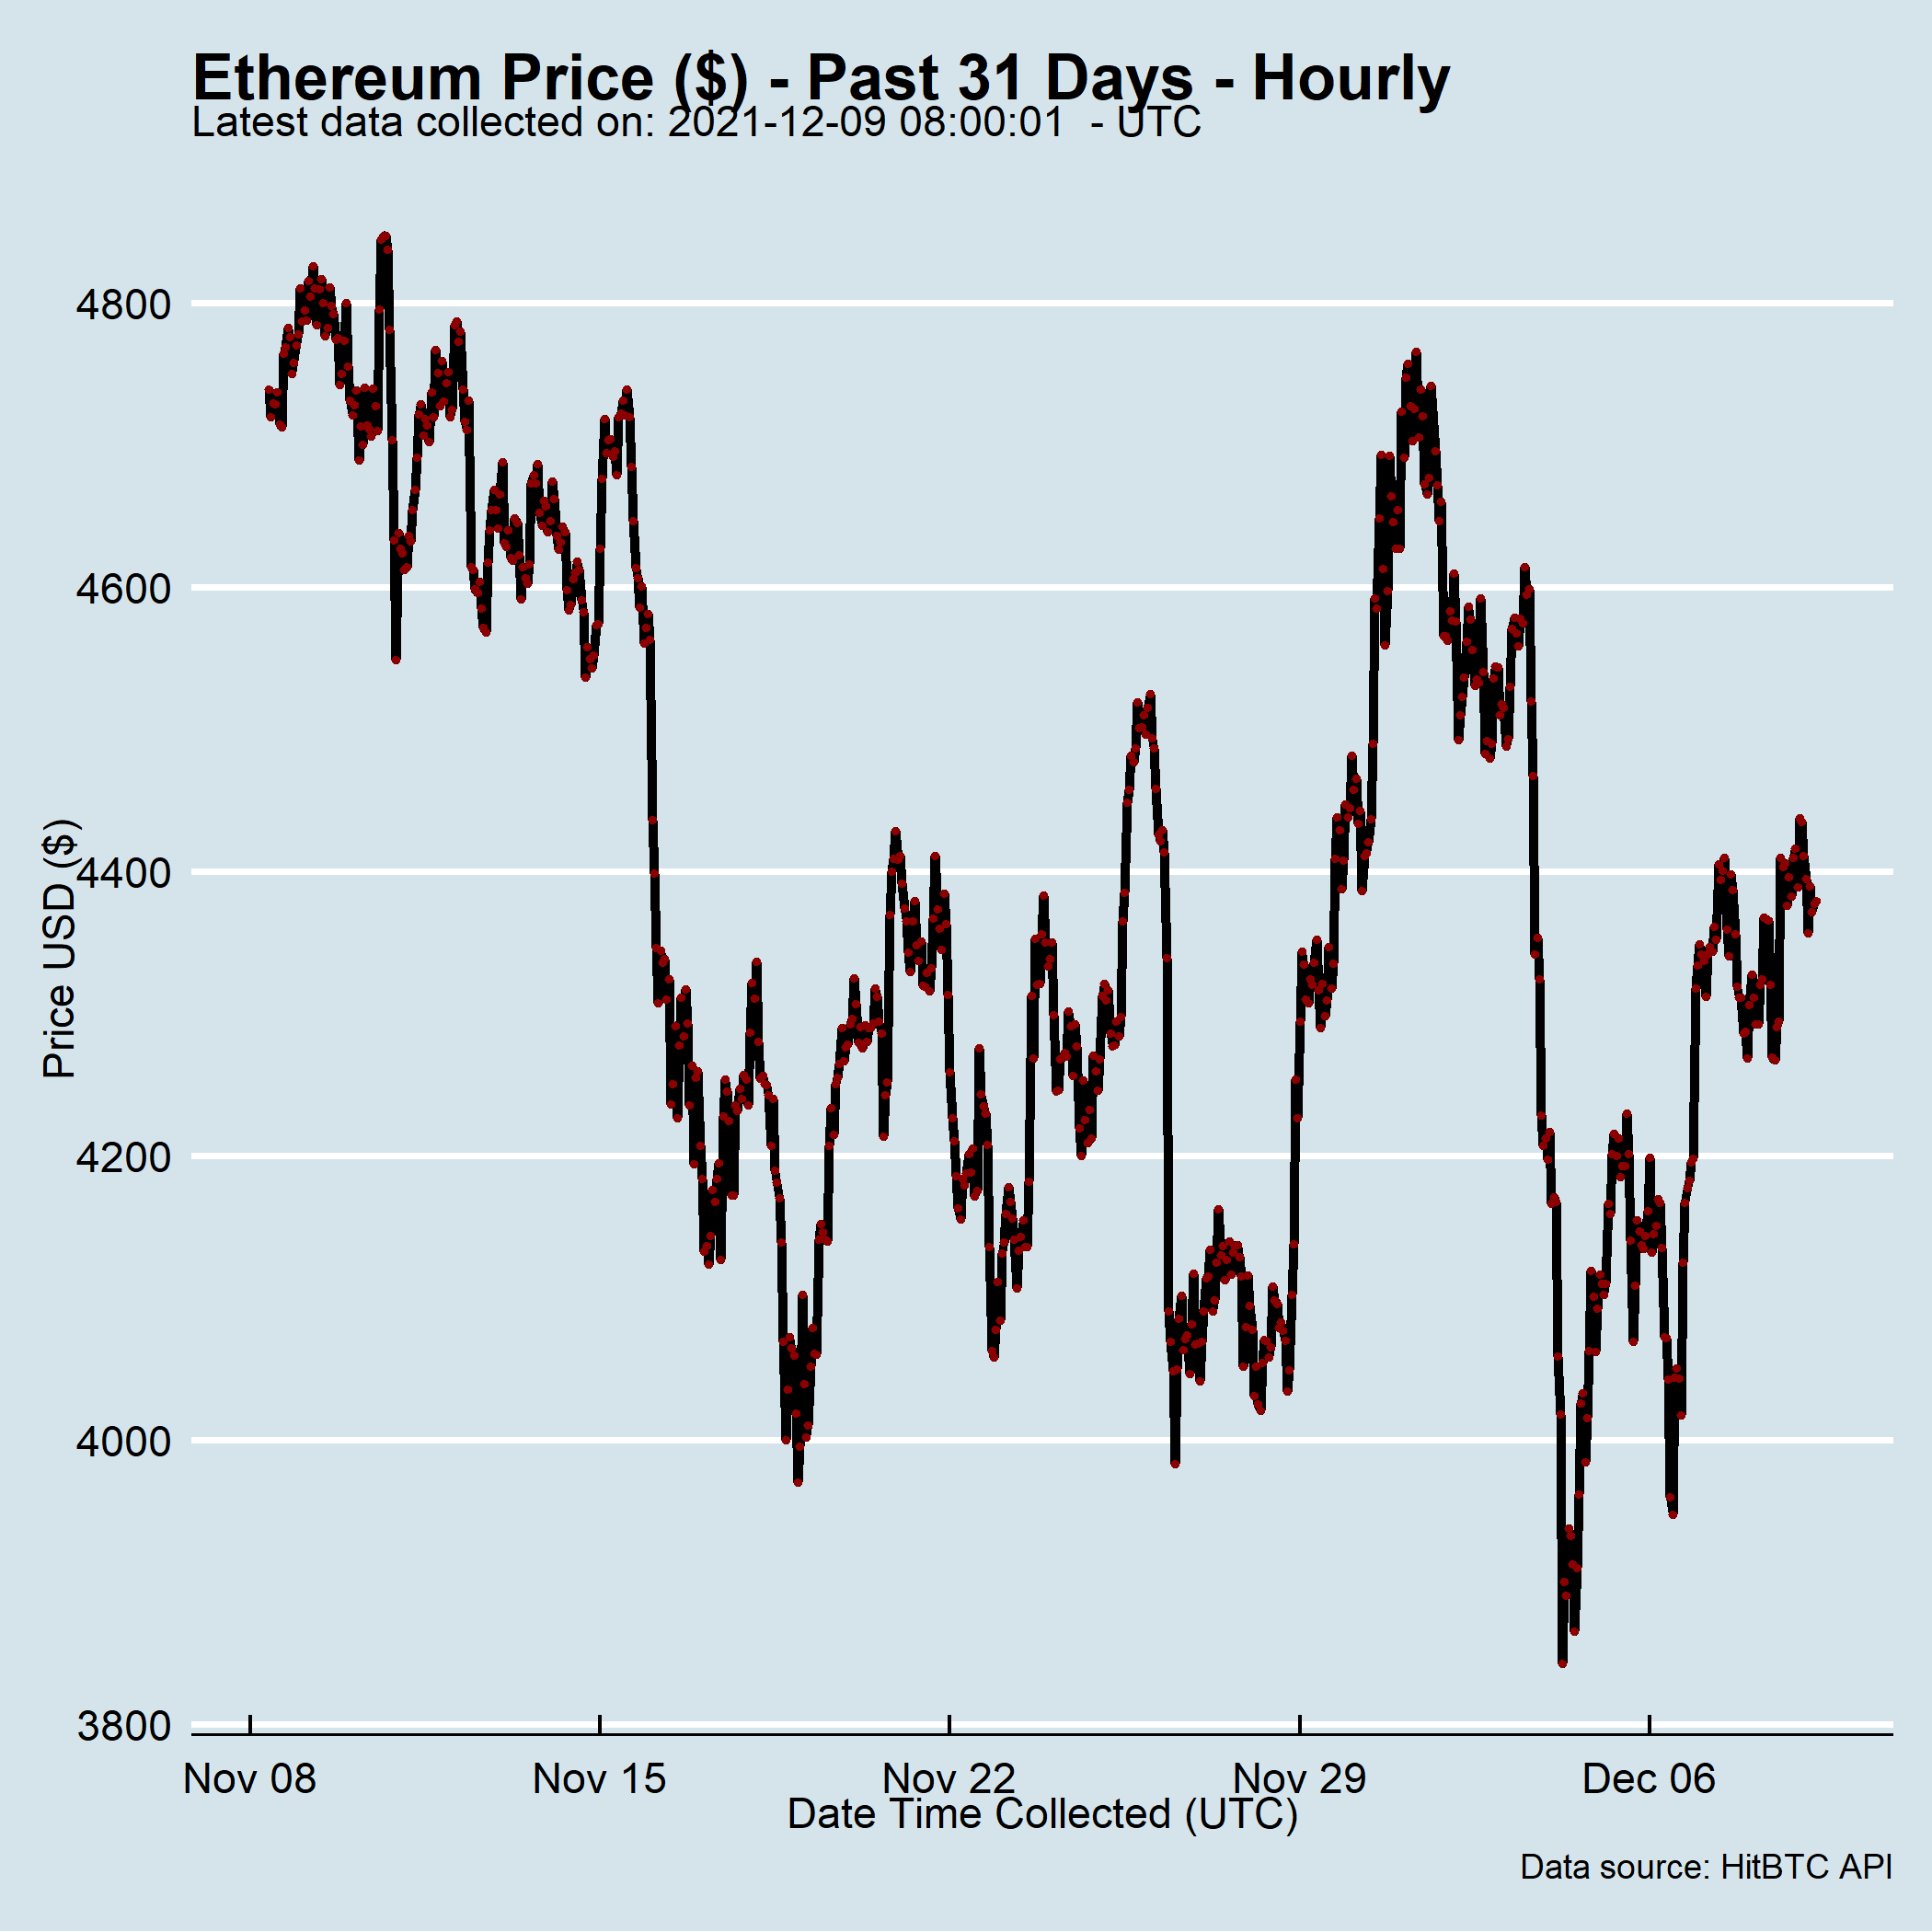 Ethereum Price ($) - Past 31 Days - Hourly
Latest data collected on: 2021-12-09 08:00:01  - UTC
Price USD ($)
4800
4600
4400
4200
4000
3800
Nov 08
Nov 15
Nov 22
Nov 29
Dec 06
Date Time Collected (UTC)
Data source: HitBTC API